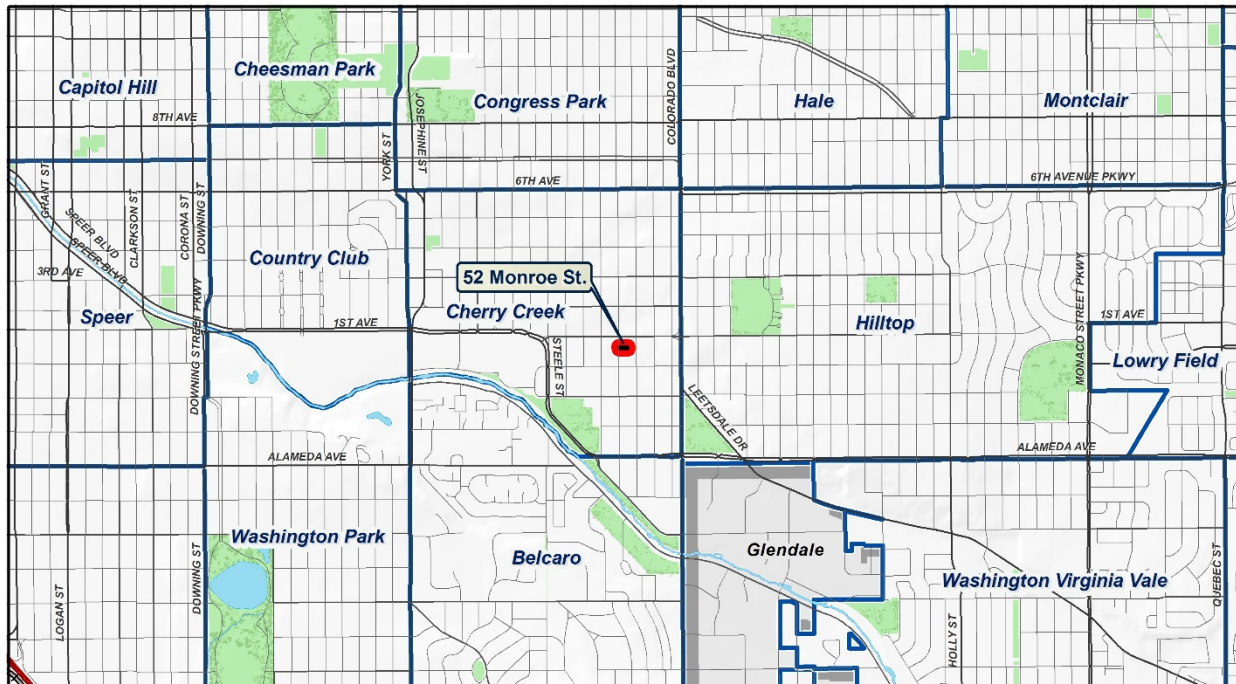 Capitol Hill
Cheesman Park
Congress Park
Hale
Montclair
8TH AVE
YORK ST
JOSEPHINE ST
COLORADO BLVD
6TH AVE
6TH AVENUE PKWY
GRANT ST
SPEER BLVD
SPEER BLVD
CLARKSON ST
CORONA ST
DOWNING ST
3RD AVE
Country Club
52 Monroe St.
Cherry Creek
Hilltop
Speer
1ST AVE
1ST AVE
DOWNING STREET PKWY
STEELE ST
MONACO STREET PKWY
Lowry Field
LEETSDALE DR
ALAMEDA AVE
ALAMEDA AVE
Washington Park
Belcaro
Glendale
Washington Virginia Vale
LOGAN ST
DOWNING ST
HOLLY ST
QUEBEC ST